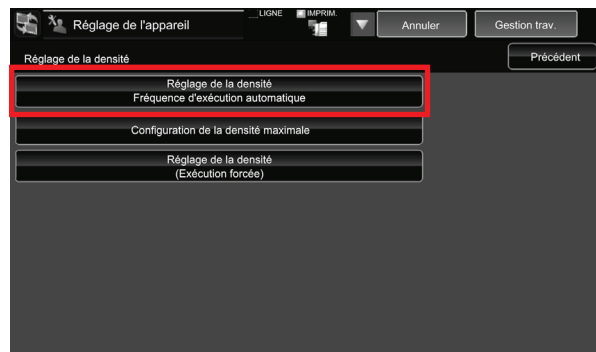 Réglage de l'appareil
LIGNE
IMPRIM.
Annuler
Gestion trav.
Réglage de la densité
Précédent
Réglage de la densité
Fréquence d'exécution automatique
Configuration de la densité maximale
Réglage de la densité
(Exécution forcée)